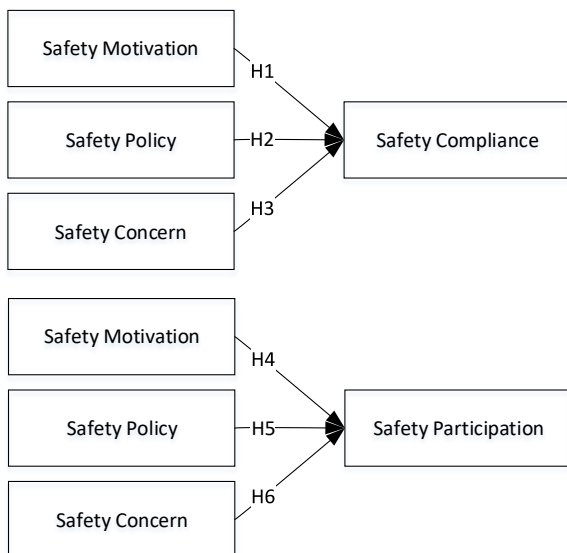 Safety Motivation
H1
Safety Policy
H2
Safety Compliance
H3
Safety Concern
Safety Motivation
H4
Safety Policy
H5
Safety Participation
H6
Safety Concern